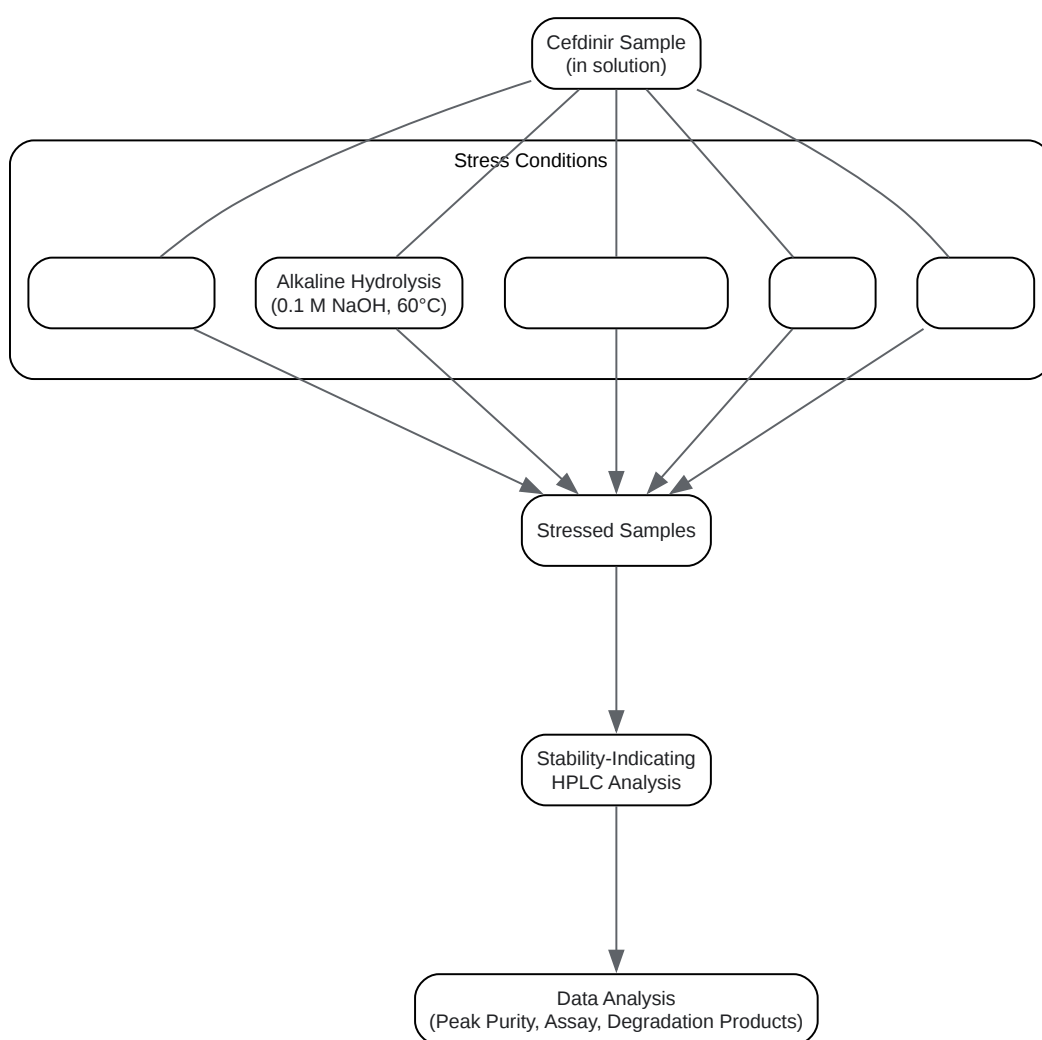 Cefdinir Sample
(in solution)
Stress Conditions
Alkaline Hydrolysis
(0.1 M NaOH, 60°C)
Stressed Samples
Stability-Indicating
HPLC Analysis
Data Analysis
(Peak Purity, Assay, Degradation Products)